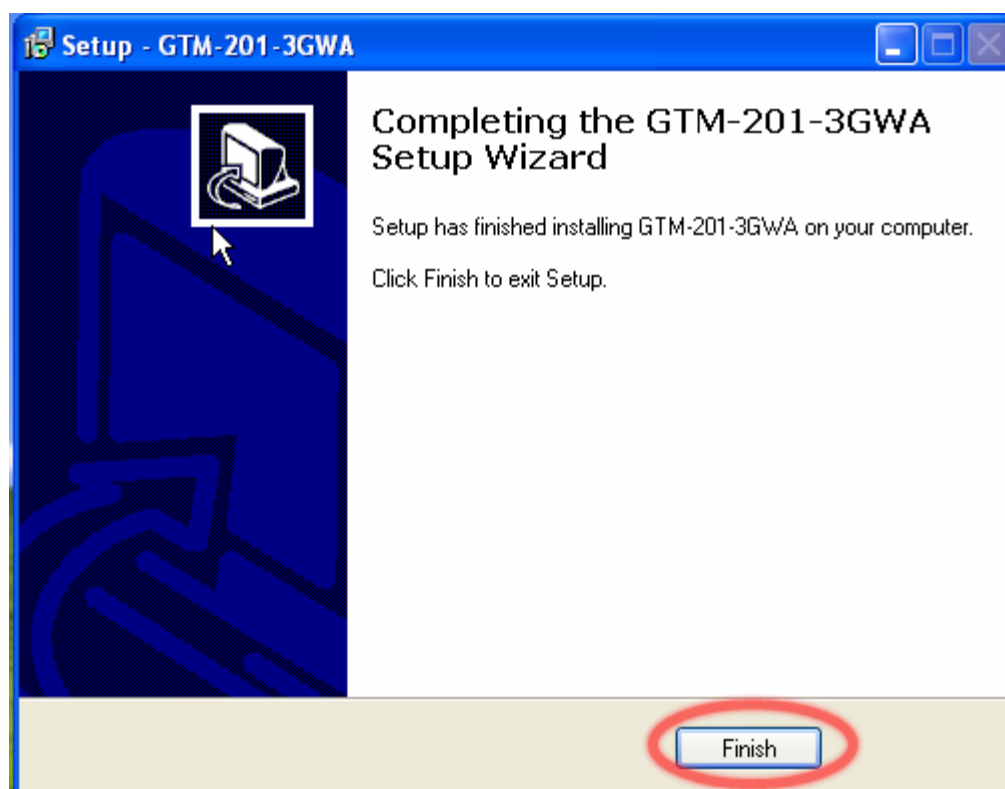 Setup - GTM-201-3GWA
Completing the GTM-201-3GWA
Setup Wizard
Setup has finished installing GTM-201-3GWA on your computer.
Click Finish to exit Setup.
Finish